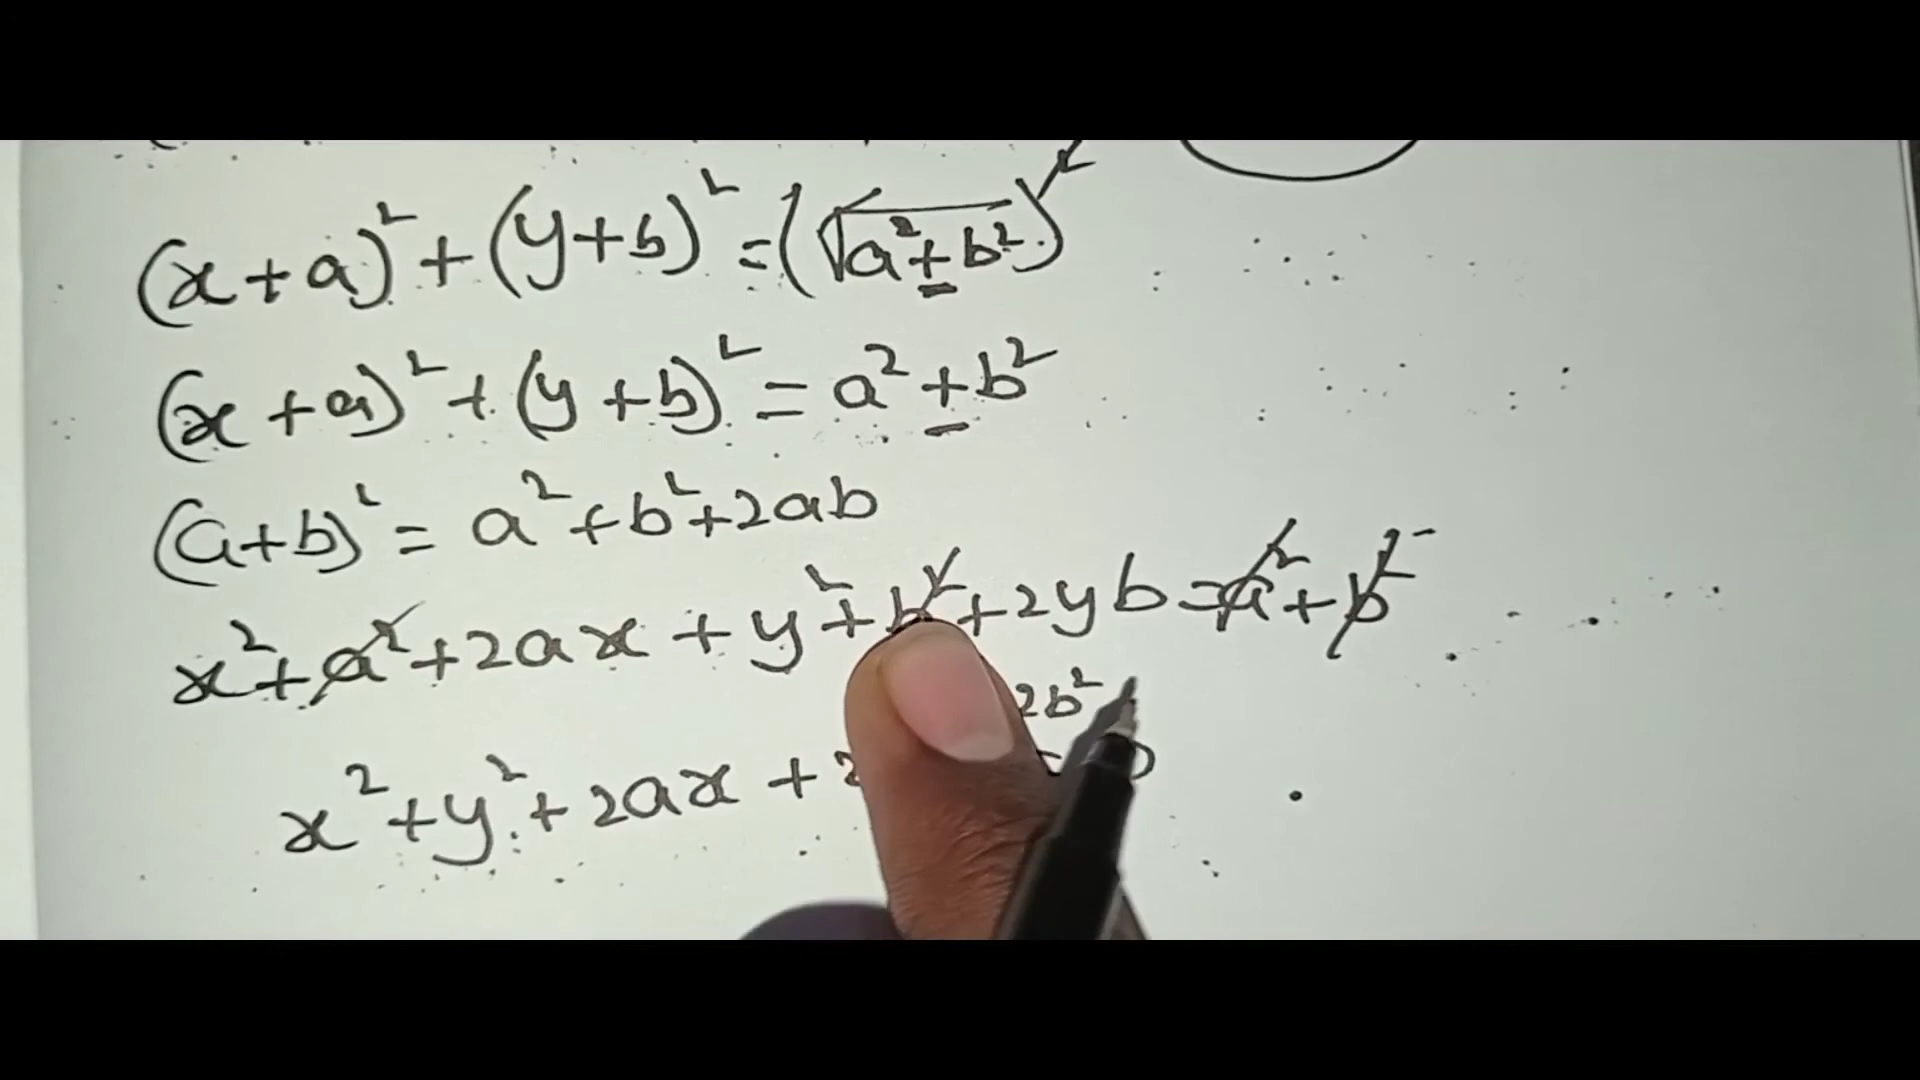 (x+a)²+(y+b)²=(√a²+b²)²
(x+a)²+(y+b)²=a²+b²
(a+b)²=a²+b²+2ab
x²+a²+2ax+y²+b²+2yb=a²+b²
2b²
x²+y²+2ax+2